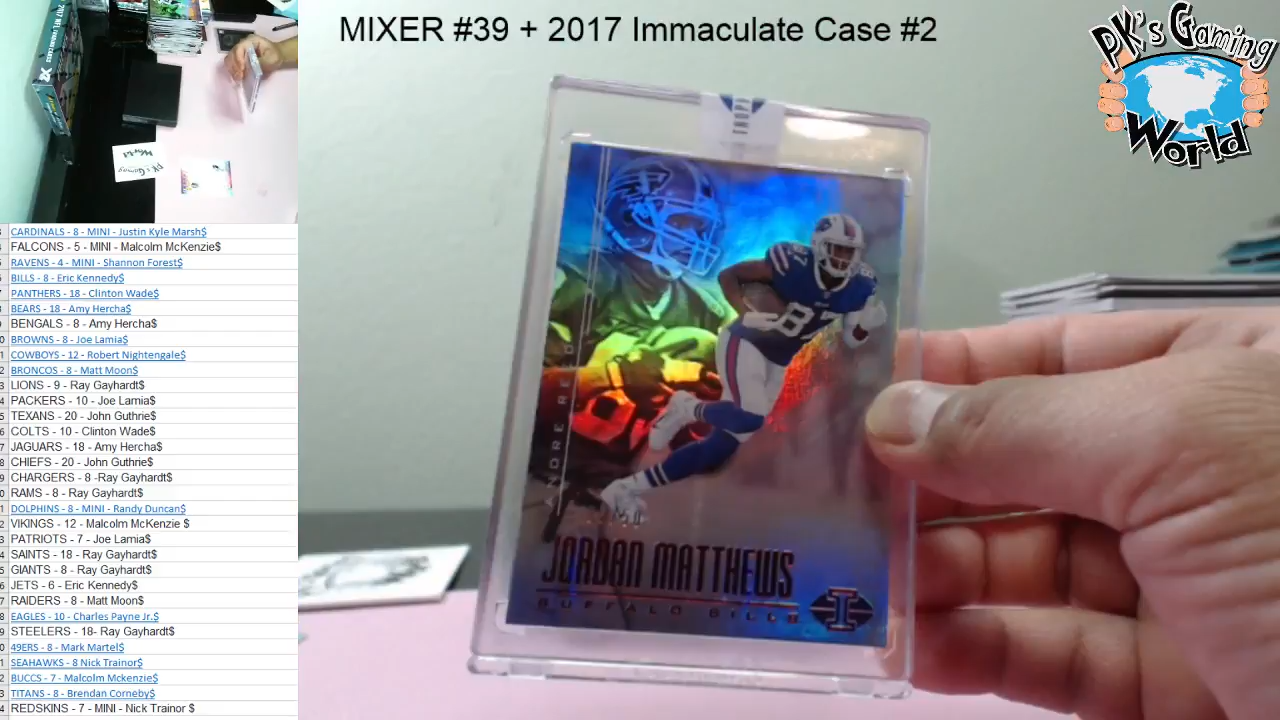 MIXER #39 + 2017 Immaculate Case #2
PK's Gaming
World
CARDINALS - 8 - MINI - Justin Kyle Marsh$
FALCONS - 5 - MINI - Malcolm McKenzie$
RAVENS - 4 - MINI - Shannon Forest$
BILLS - 8 - Eric Kennedy$
PANTHERS - 18 - Clinton Wade$
BEARS - 18 - Amy Hercha$
BENGALS - 8 - Amy Hercha$
BROWNS - 8 - Joe Lamia$
COWBOYS - 12 - Robert Nightengale$
BRONCOS - 8 - Matt Moon$
LIONS - 9 - Ray Gayhardt$
PACKERS - 10 - Joe Lamia$
TEXANS - 20 - John Guthrie$
COLTS - 10 - Clinton Wade$
JAGUARS - 18 - Amy Hercha$
CHIEFS - 20 - John Guthrie$
CHARGERS - 8 -Ray Gayhardt$
RAMS - 8 - Ray Gayhardt$
DOLPHINS - 8 - MINI - Randy Duncan$
VIKINGS - 12 - Malcolm McKenzie $
PATRIOTS - 7 - Joe Lamia$
SAINTS - 18 - Ray Gayhardt$
GIANTS - 8 - Ray Gayhardt$
JETS - 6 - Eric Kennedy$
RAIDERS - 8 - Matt Moon$
EAGLES - 10 - Charles Payne Jr.$
STEELERS - 18- Ray Gayhardt$
49ERS - 8 - Mark Martel$
SEAHAWKS - 8 Nick Trainor$
BUCCS - 7 - Malcolm Mckenzie$
TITANS - 8 - Brendan Corneby$
REDSKINS - 7 - MINI - Nick Trainor $
ANDRE REED
87
87
JORDAN MATTHEWS
BUFFALO BILLS
I
PK's Gaming
World